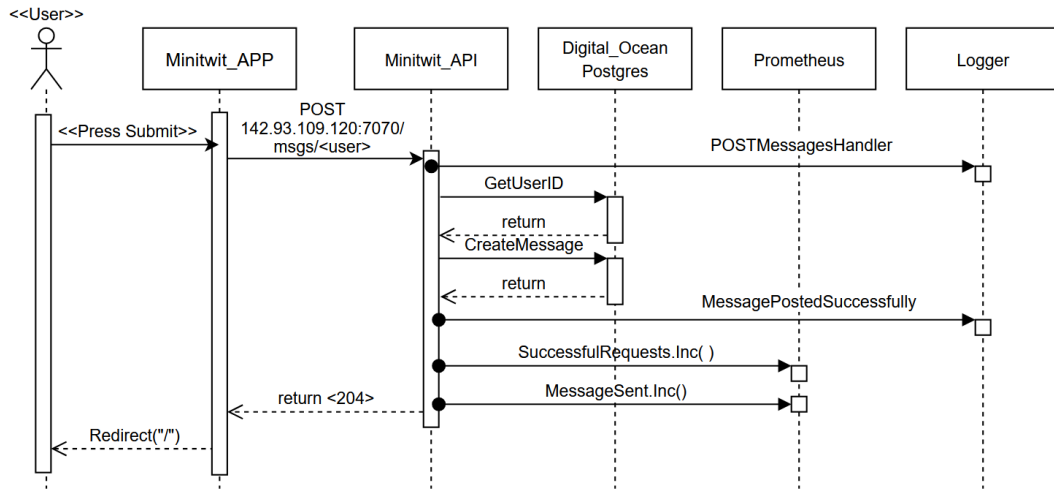 <<User>>
Minitwit_APP
Minitwit_API
Digital_Ocean
Postgres
Prometheus
Logger
<<Press Submit>>
POST
142.93.109.120:7070/
msgs/<user>
POSTMessagesHandler
GetUserID
return
CreateMessage
return
MessagePostedSuccessfully
SuccessfulRequests.Inc( )
MessageSent.Inc()
return <204>
Redirect("/")